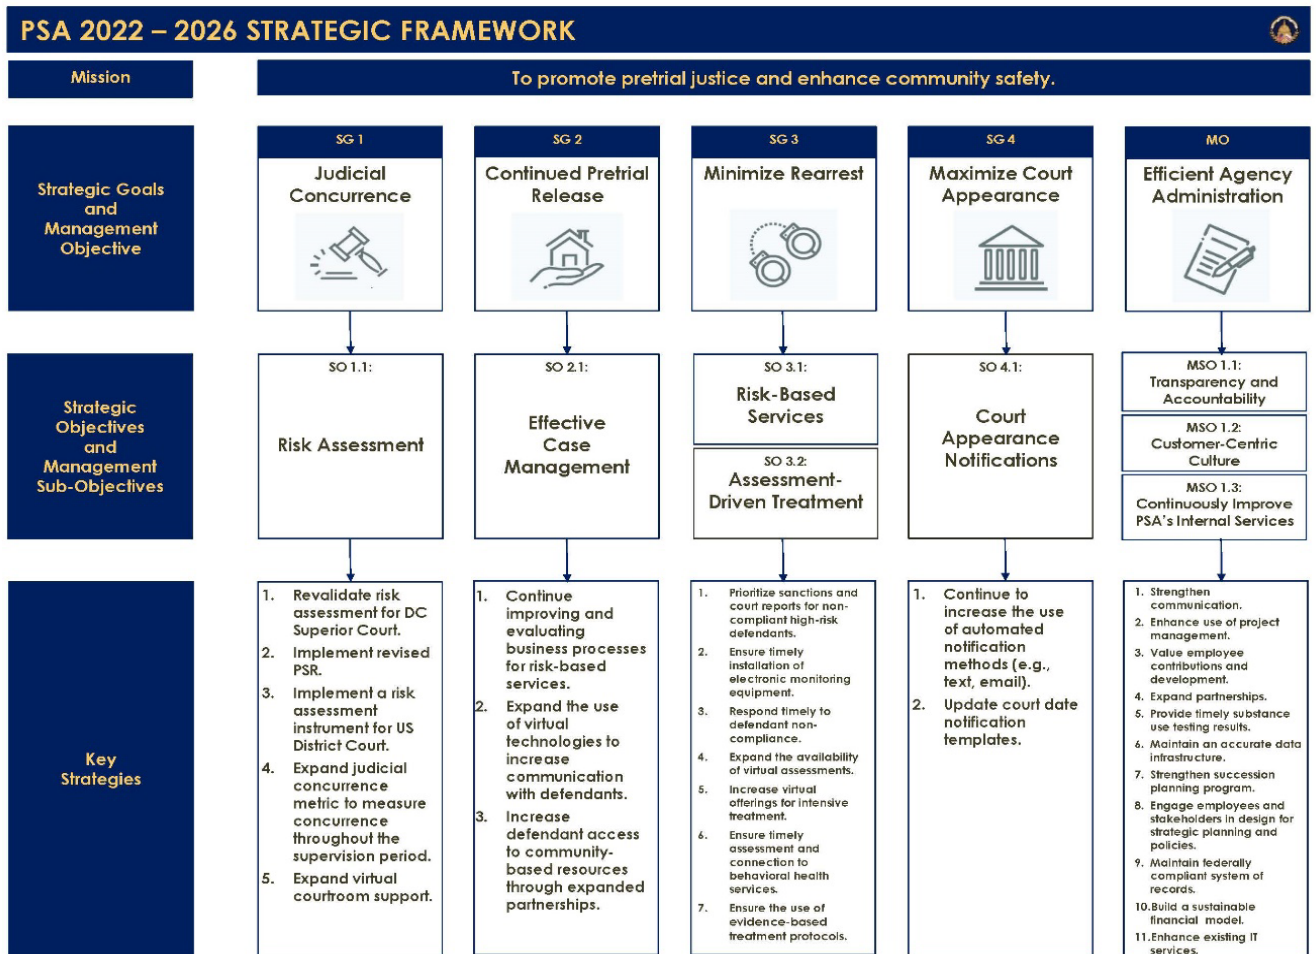 PSA 2022 – 2026 STRATEGIC FRAMEWORK
Mission
To promote pretrial justice and enhance community safety.
Strategic Goals
and
Management
Objective
SG 1
Judicial
Concurrence
SG 2
Continued Pretrial
Release
SG 3
Minimize Rearrest
SG 4
Maximize Court
Appearance
MO
Efficient Agency
Administration
Strategic
Objectives
and
Management
Sub-Objectives
SO 1.1:
Risk Assessment
SO 2.1:
Effective
Case
Management
SO 3.1:
Risk-Based
Services
SO 3.2:
Assessment-
Driven Treatment
SO 4.1:
Court
Appearance
Notifications
MSO 1.1:
Transparency and
Accountability
MSO 1.2:
Customer-Centric
Culture
MSO 1.3:
Continuously Improve
PSA's Internal Services
Key
Strategies
1. Revalidate risk
assessment for DC
Superior Court.
2. Implement revised
PSR.
3. Implement a risk
assessment
instrument for US
District Court.
4. Expand judicial
concurrence
metric to measure
concurrence
throughout the
supervision period.
5. Expand virtual
courtroom support.
1. Continue
improving and
evaluating
business processes
for risk-based
services.
2. Expand the use
of virtual
technologies to
increase
communication
with defendants.
3. Increase
defendant access
to community-
based resources
through expanded
partnerships.
1. Prioritize sanctions and
court reports for non-
compliant high-risk
defendants.
2. Ensure timely
installation of
electronic monitoring
equipment.
3. Respond timely to
defendant non-
compliance.
4. Expand the availability
of virtual assessments.
5. Increase virtual
offerings for intensive
treatment.
6. Ensure timely
assessment and
connection to
behavioral health
services.
7. Ensure the use of
evidence-based
treatment protocols.
1. Continue to
increase the use
of automated
notification
methods (e.g.,
text, email).
2. Update court date
notification
templates.
1. Strengthen
communication.
2. Enhance use of project
management.
3. Value employee
contributions and
development.
4. Expand partnerships.
5. Provide timely substance
use testing results.
6. Maintain an accurate data
infrastructure.
7. Strengthen succession
planning program.
8. Engage employees and
stakeholders in design for
strategic planning and
policies.
9. Maintain federally
compliant system of
records.
10.Build a sustainable
financial model.
11.Enhance existing IT
services.